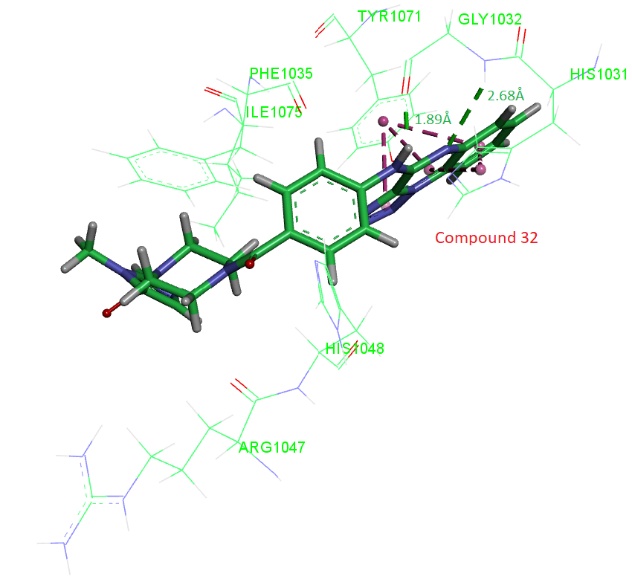 TYR1071
GLY1032
PHE1035
HIS1031
2.68Å
ILE1075
1.89Å
Compound 32
HIS1048
ARG1047